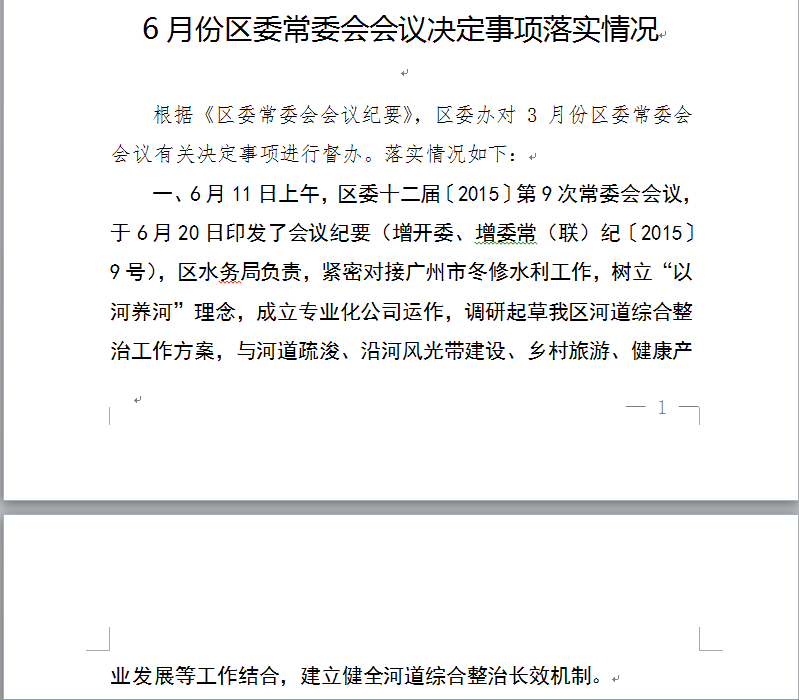 6月份区委常委会会议决定事项落实情况
根据《区委常委会会议纪要》，区委办对 3 月份区委常委会
会议有关决定事项进行督办。落实情况如下：
一、6月11日上午，区委十二届〔2015〕第9次常委会会议，
于6月20日印发了会议纪要（增开委、增委常（联）纪〔2015〕
9号），区水务局负责，紧密对接广州市冬修水利工作，树立“以
河养河”理念，成立专业化公司运作，调研起草我区河道综合整
治工作方案，与河道疏浚、沿河风光带建设、乡村旅游、健康产
— 1 —
业发展等工作结合，建立健全河道综合整治长效机制。